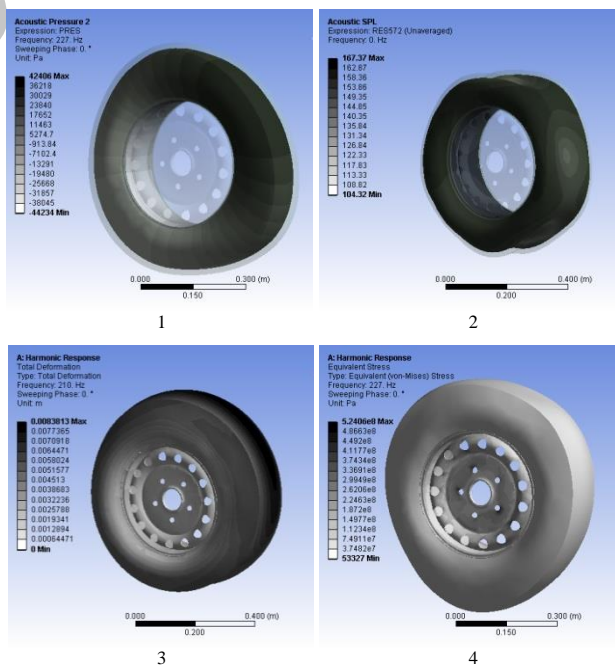 Acoustic Pressure 2
Expression: PRES
Frequency: 227. Hz
Sweeping Phase: 0. °
Unit: Pa
42406 Max
36218
30029
23840
17652
11463
5274.7
-913.84
-7102.4
-13291
-19480
-25668
-31857
-38045
-44234 Min
0.000
0.300 (m)
0.150
1
Acoustic SPL
Expression: RES572 (Unaveraged)
Frequency: 0. Hz
167.37 Max
162.87
158.36
153.86
149.35
144.85
140.35
135.84
131.34
126.84
122.33
117.83
113.33
104.32 Min
0.000
0.400 (m)
0.200
2
A: Harmonic Response
Total Deformation
Type: Total Deformation
Frequency: 210. Hz
Sweeping Phase: 0. °
Unit: m
0.0083813 Max
0.0077365
0.0070918
0.0064471
0.0058024
0.0051577
0.004513
0.0038683
0.0032236
0.0025788
0.0019341
0.0012894
0.00064471
0 Min
0.000
0.400 (m)
0.200
3
A: Harmonic Response
Equivalent Stress
Type: Equivalent (von-Mises) Stress
Frequency: 227. Hz
Sweeping Phase: 0. °
Unit: Pa
5.2406e8 Max
4.8663e8
4.492e8
4.1177e8
3.7434e8
3.3691e8
2.9949e8
2.6206e8
2.2463e8
1.872e8
1.4977e8
1.1234e8
7.4911e7
3.7482e7
53327 Min
0.000
0.300 (m)
0.150
4